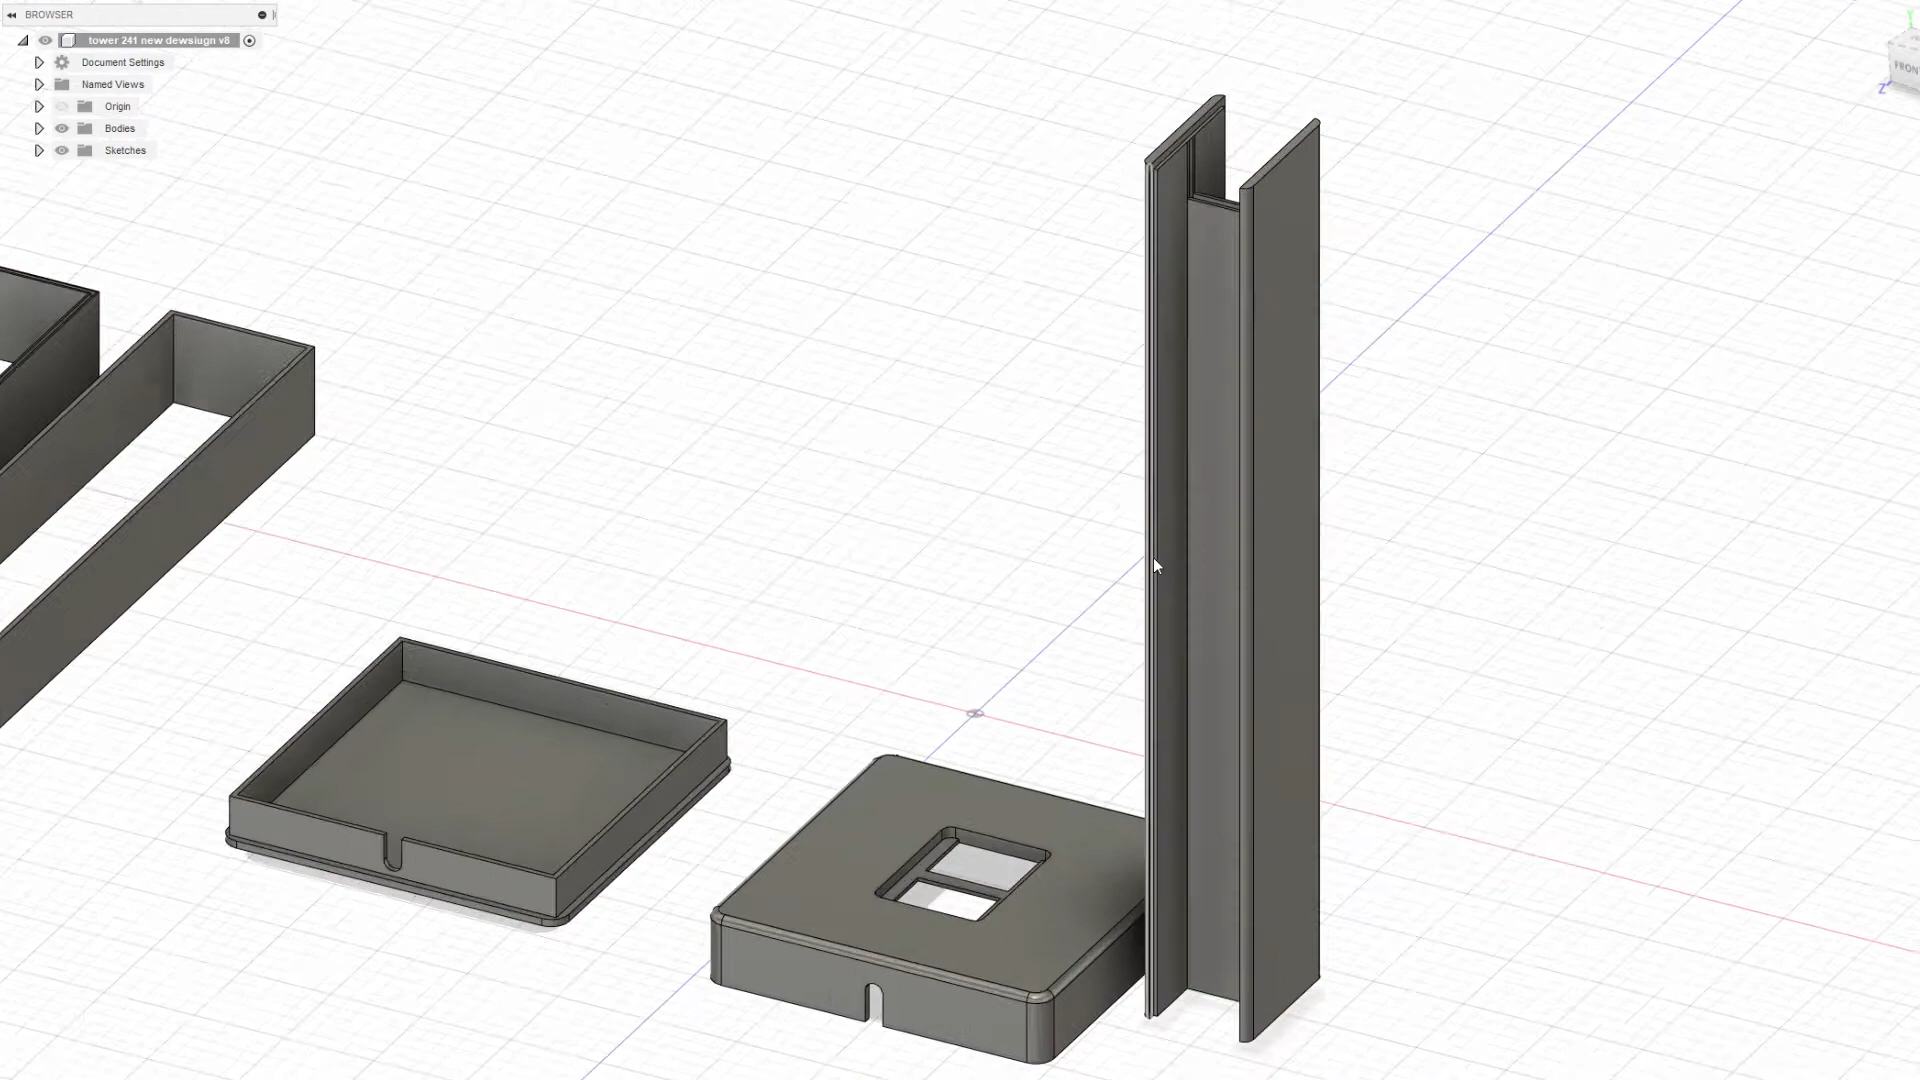 BROWSER
tower 241 new dewsiugn v8
Document Settings
Named Views
Origin
Bodies
Sketches
Z